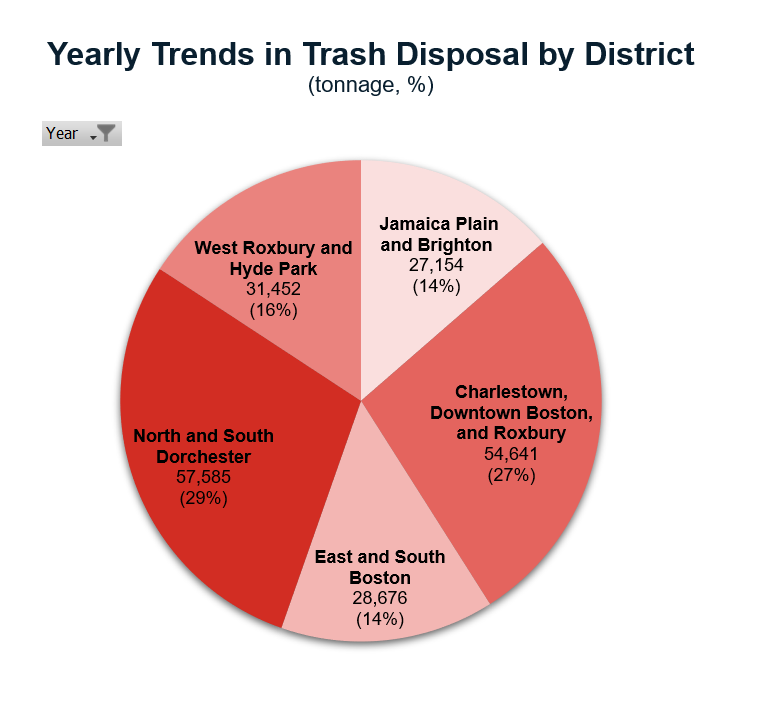 Yearly Trends in Trash Disposal by District
(tonnage, %)
Year
Jamaica Plain
and Brighton
27,154
(14%)
West Roxbury and
Hyde Park
31,452
(16%)
Charlestown,
Downtown Boston,
and Roxbury
54,641
(27%)
North and South
Dorchester
57,585
(29%)
East and South
Boston
28,676
(14%)